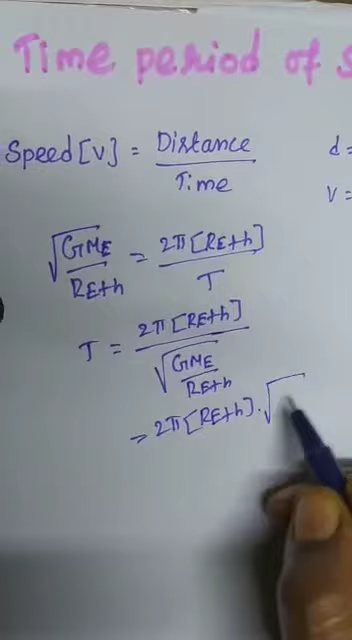 Time period of s
Speed [v] = Distance / Time
d =
v =
√(GME / RE+h) = 2π[RE+h] / T
T = 2π[RE+h] / √(GME / RE+h)
= 2π[RE+h] . √